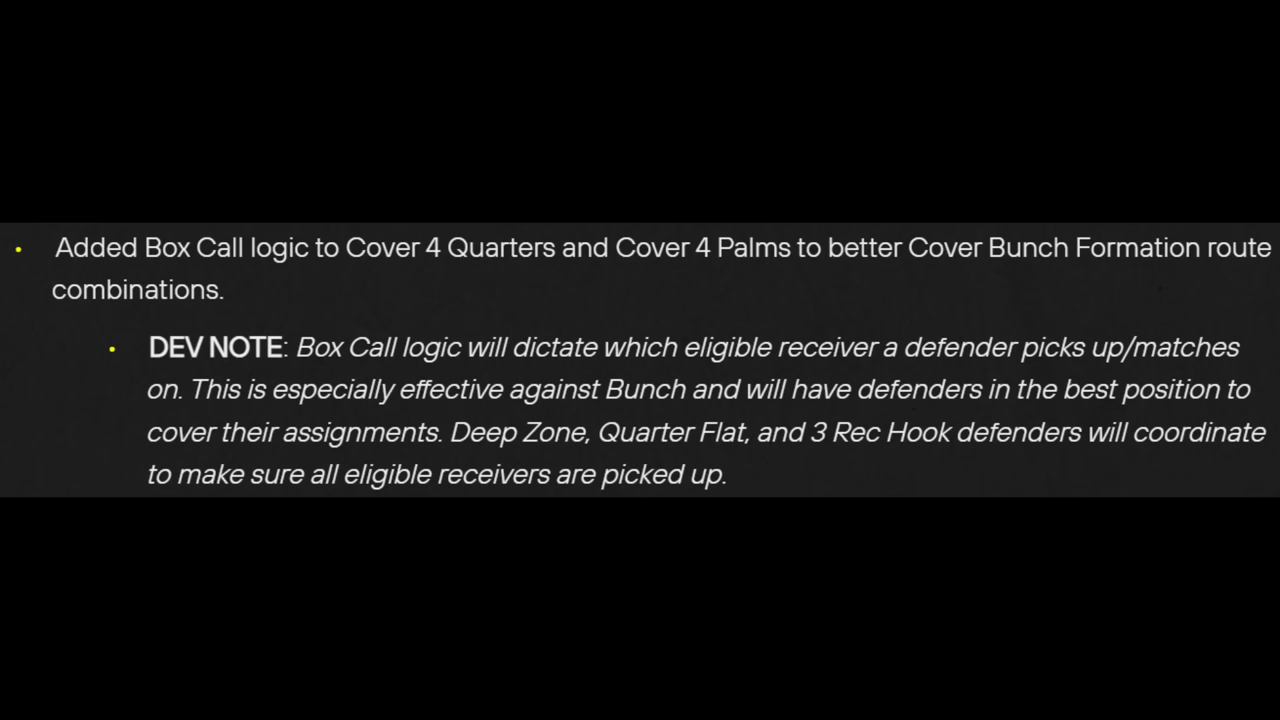 • Added Box Call logic to Cover 4 Quarters and Cover 4 Palms to better Cover Bunch Formation route
combinations.
• DEV NOTE: Box Call logic will dictate which eligible receiver a defender picks up/matches
on. This is especially effective against Bunch and will have defenders in the best position to
cover their assignments. Deep Zone, Quarter Flat, and 3 Rec Hook defenders will coordinate
to make sure all eligible receivers are picked up.